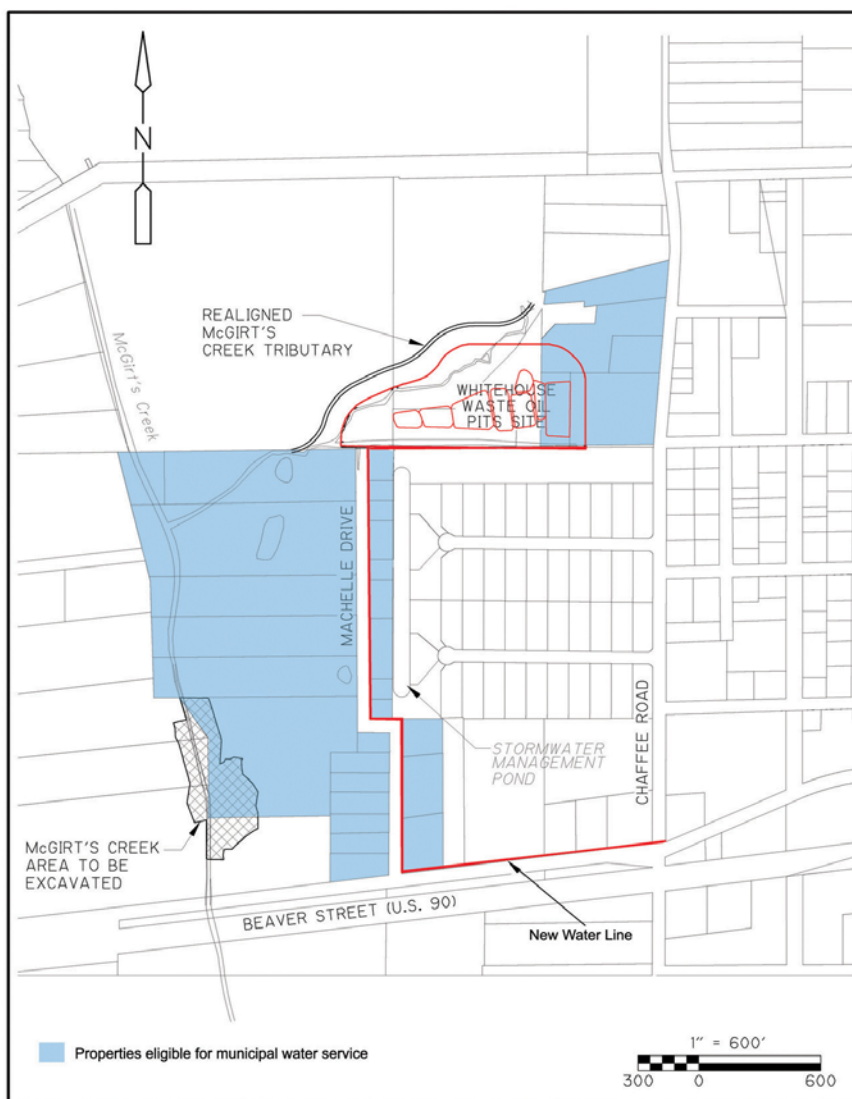 N
REALIGNED
McGIRT'S
CREEK TRIBUTARY
McGirt's Creek
WHITEHOUSE
WASTE OIL
PITS SITE
MACHELLE DRIVE
CHAFFEE ROAD
STORMWATER
MANAGEMENT
POND
McGIRT'S CREEK
AREA TO BE
EXCAVATED
BEAVER STREET (U.S. 90)
New Water Line
Properties eligible for municipal water service
1" = 600'
300 0 600